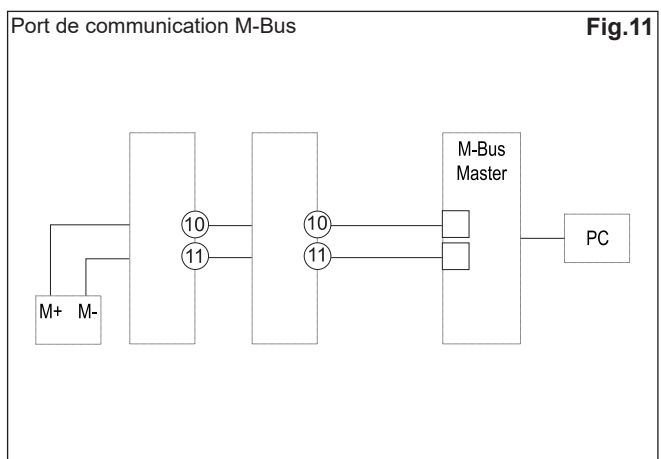 Port de communication M-Bus
Fig.11
M-Bus
Master
10
10
PC
11
11
M+ M-